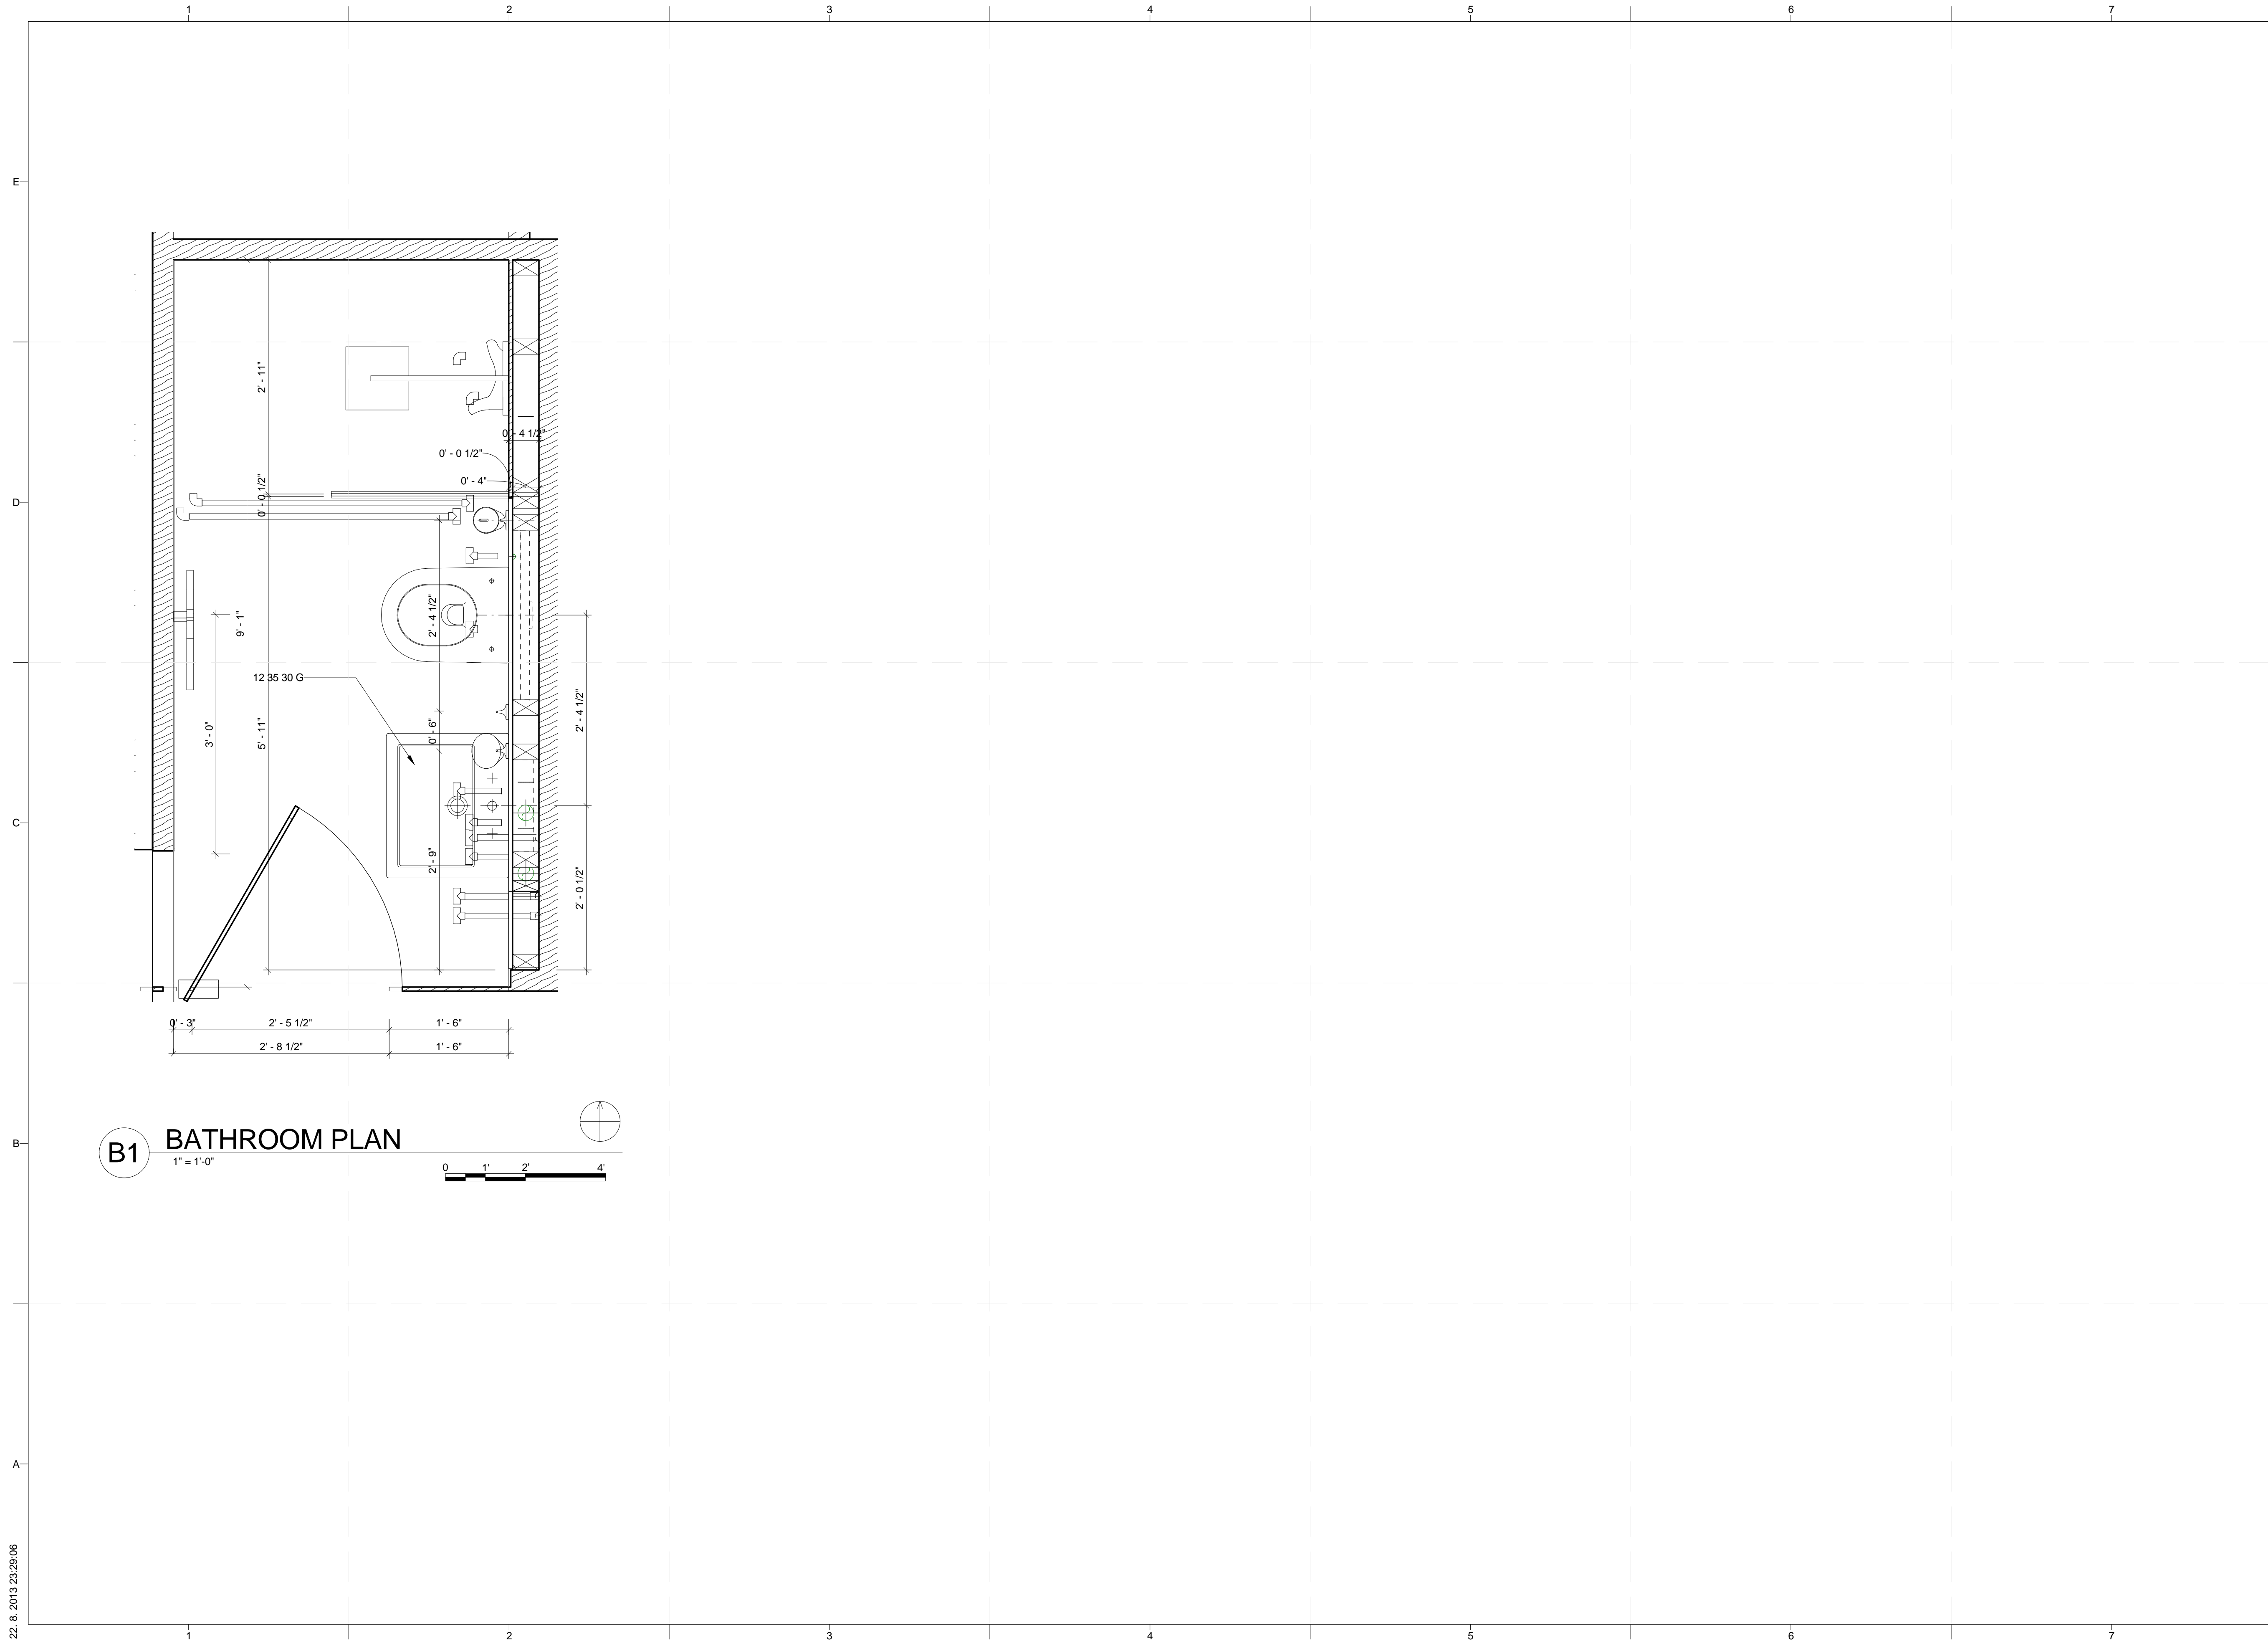 1 2 3 4 5 6 7
E
D
C
B
A
2' - 11"
0' - 4 1/2"
0' - 0 1/2"
0' - 4"
0' - 0 1/2"
2' - 4 1/2"
9' - 1"
12 35 30 G
3' - 0"
5' - 11"
0' - 6"
2' - 4 1/2"
2' - 9"
2' - 0 1/2"
0' - 3" 2' - 5 1/2" 1' - 6"
2' - 8 1/2" 1' - 6"
B1 BATHROOM PLAN
1" = 1'-0"
0 1' 2' 4'
22. 8. 2013 23:29:06
1 2 3 4 5 6 7